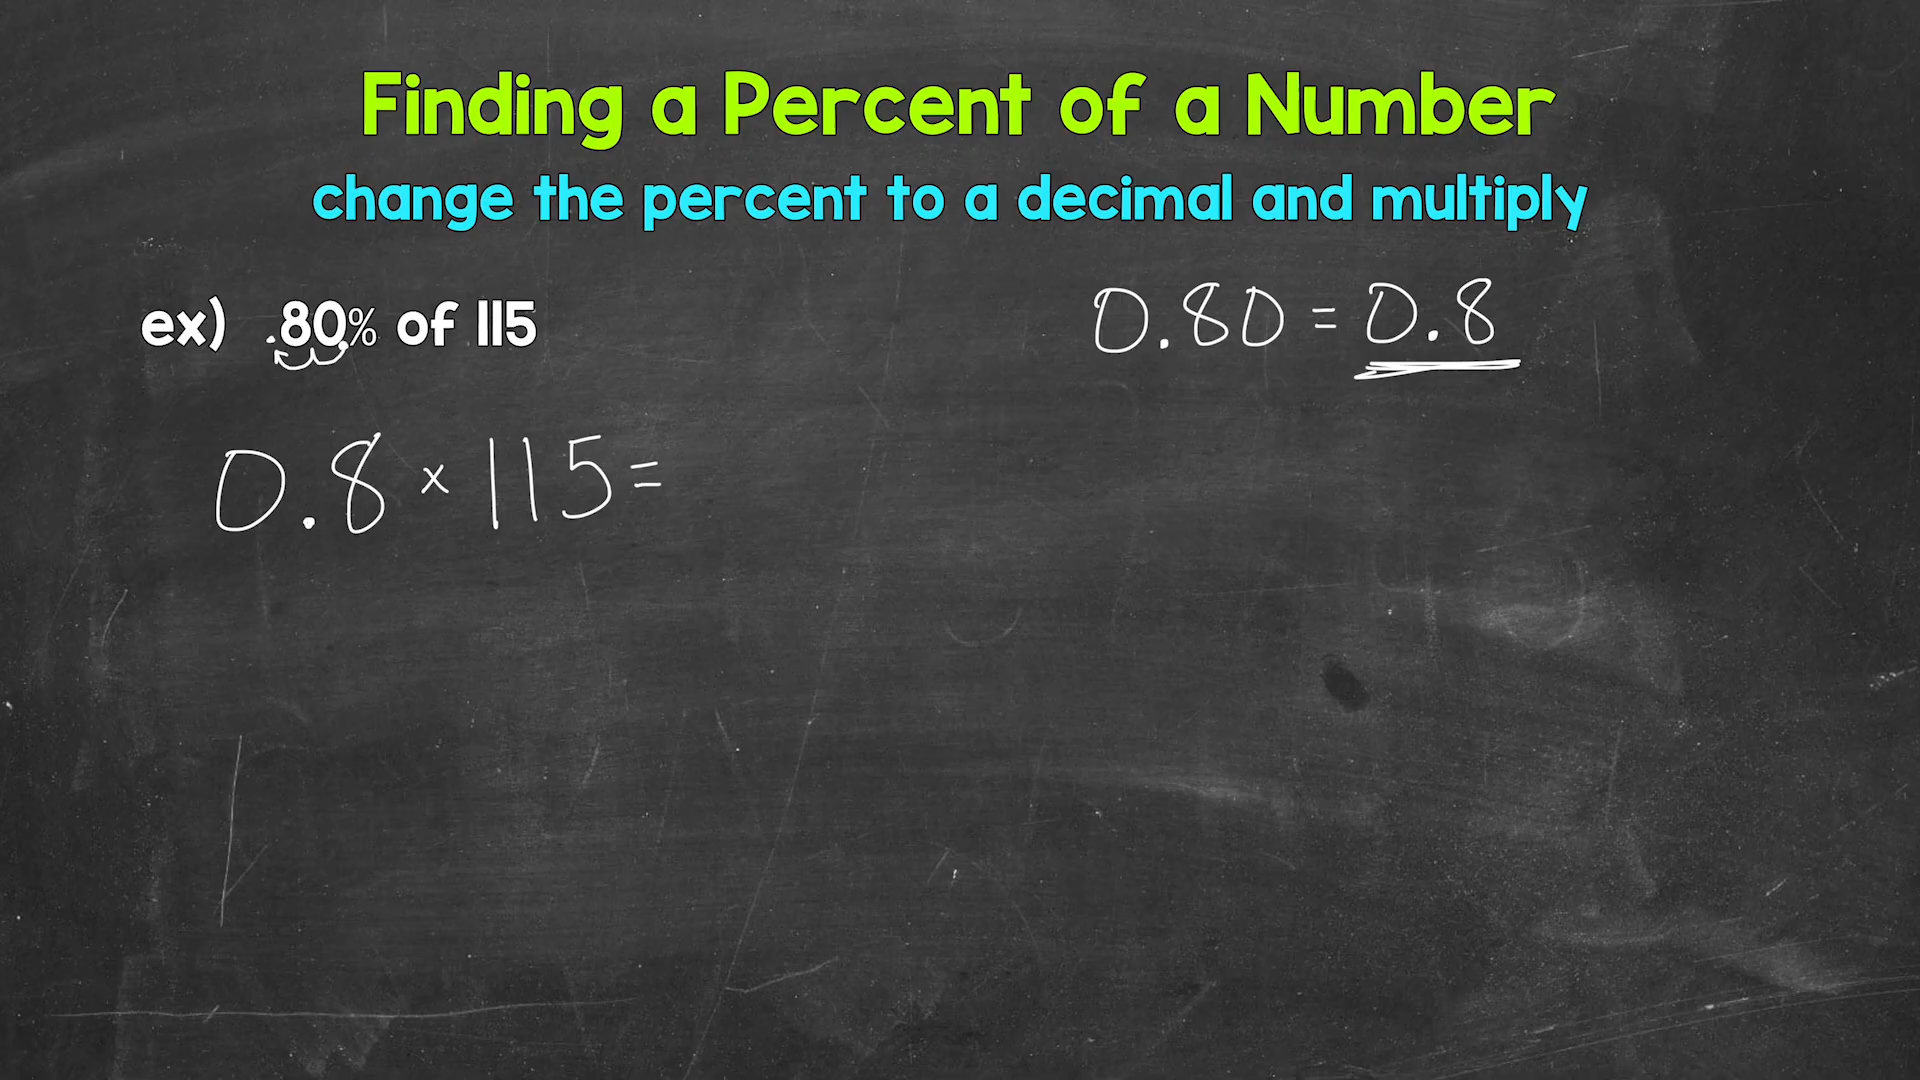 Finding a Percent of a Number
change the percent to a decimal and multiply
ex) .80.% of 115
0.80 = 0.8
0.8 × 115 =